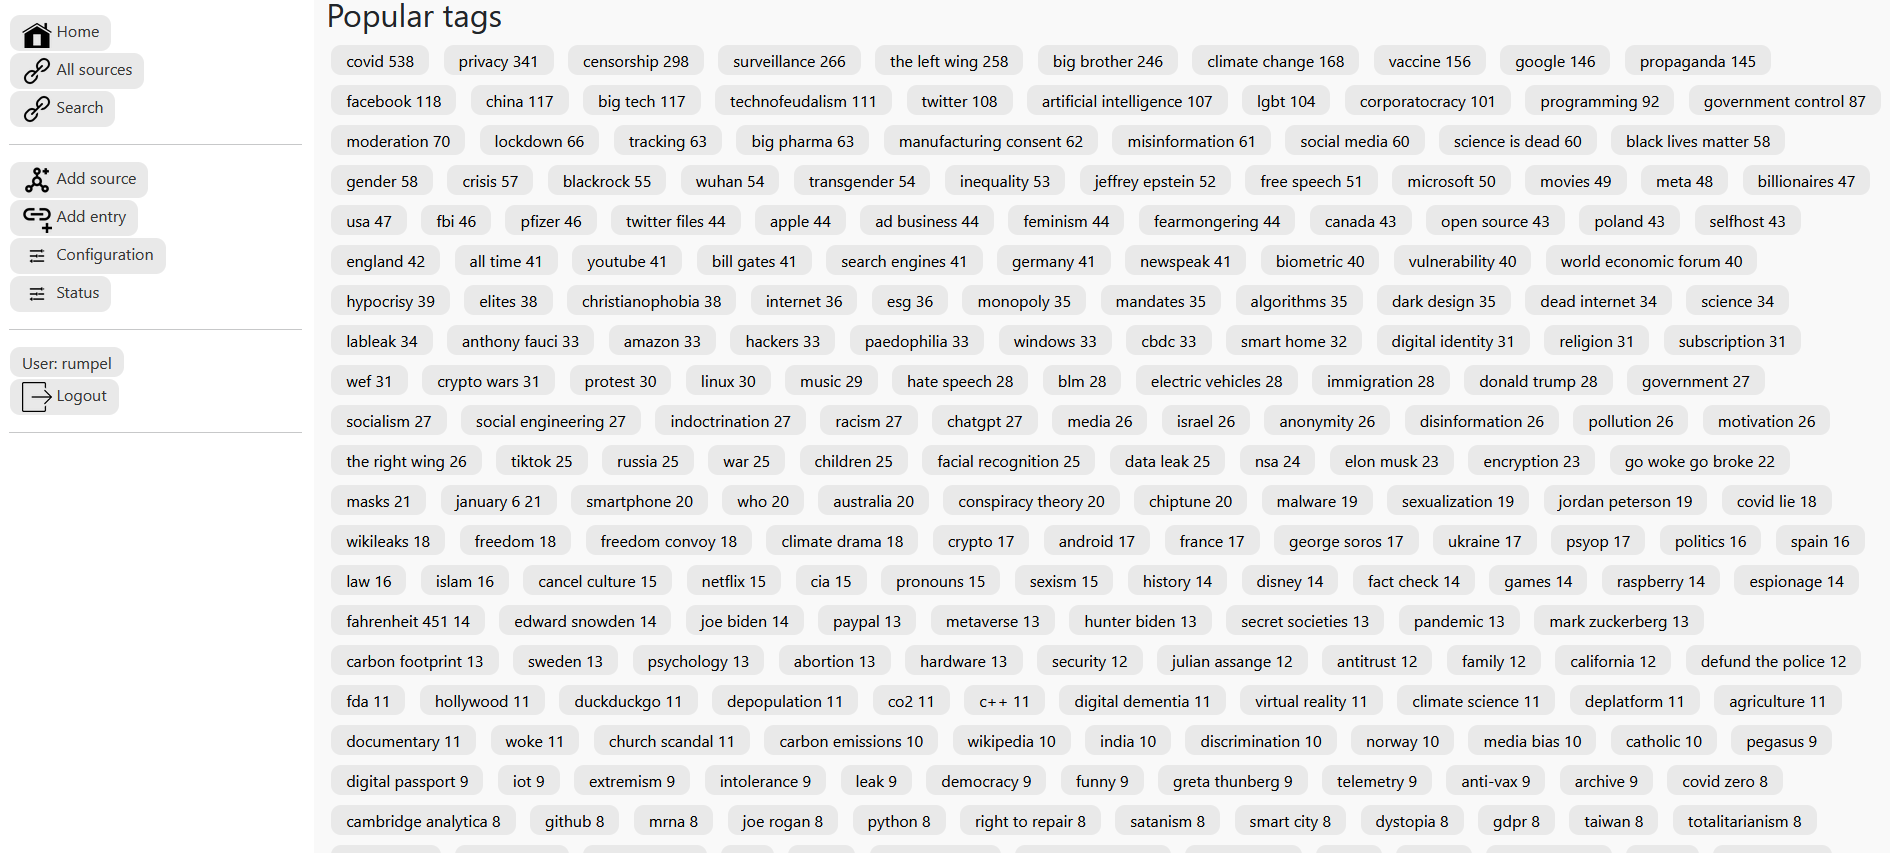 Home
All sources
Search
Add source
Add entry
Configuration
Status
User: rumpel
Logout
Popular tags
covid 538 privacy 341 censorship 298 surveillance 266 the left wing 258 big brother 246 climate change 168 vaccine 156 google 146 propaganda 145
facebook 118 china 117 big tech 117 technofeudalism 111 twitter 108 artificial intelligence 107 lgbt 104 corporatocracy 101 programming 92 government control 87
moderation 70 lockdown 66 tracking 63 big pharma 63 manufacturing consent 62 misinformation 61 social media 60 science is dead 60 black lives matter 58
gender 58 crisis 57 blackrock 55 wuhan 54 transgender 54 inequality 53 jeffrey epstein 52 free speech 51 microsoft 50 movies 49 meta 48 billionaires 47
usa 47 fbi 46 pfizer 46 twitter files 44 apple 44 ad business 44 feminism 44 fearmongering 44 canada 43 open source 43 poland 43 selfhost 43
england 42 all time 41 youtube 41 bill gates 41 search engines 41 germany 41 newspeak 41 biometric 40 vulnerability 40 world economic forum 40
hypocrisy 39 elites 38 christianophobia 38 internet 36 esg 36 monopoly 35 mandates 35 algorithms 35 dark design 35 dead internet 34 science 34
lableak 34 anthony fauci 33 amazon 33 hackers 33 paedophilia 33 windows 33 cbdc 33 smart home 32 digital identity 31 religion 31 subscription 31
wef 31 crypto wars 31 protest 30 linux 30 music 29 hate speech 28 blm 28 electric vehicles 28 immigration 28 donald trump 28 government 27
socialism 27 social engineering 27 indoctrination 27 racism 27 chatgpt 27 media 26 israel 26 anonymity 26 disinformation 26 pollution 26 motivation 26
the right wing 26 tiktok 25 russia 25 war 25 children 25 facial recognition 25 data leak 25 nsa 24 elon musk 23 encryption 23 go woke go broke 22
masks 21 january 6 21 smartphone 20 who 20 australia 20 conspiracy theory 20 chiptune 20 malware 19 sexualization 19 jordan peterson 19 covid lie 18
wikileaks 18 freedom 18 freedom convoy 18 climate drama 18 crypto 17 android 17 france 17 george soros 17 ukraine 17 psyop 17 politics 16 spain 16
law 16 islam 16 cancel culture 15 netflix 15 cia 15 pronouns 15 sexism 15 history 14 disney 14 fact check 14 games 14 raspberry 14 espionage 14
fahrenheit 451 14 edward snowden 14 joe biden 14 paypal 13 metaverse 13 hunter biden 13 secret societies 13 pandemic 13 mark zuckerberg 13
carbon footprint 13 sweden 13 psychology 13 abortion 13 hardware 13 security 12 julian assange 12 antitrust 12 family 12 california 12 defund the police 12
fda 11 hollywood 11 duckduckgo 11 depopulation 11 co2 11 c++ 11 digital dementia 11 virtual reality 11 climate science 11 deplatform 11 agriculture 11
documentary 11 woke 11 church scandal 11 carbon emissions 10 wikipedia 10 india 10 discrimination 10 norway 10 media bias 10 catholic 10 pegasus 9
digital passport 9 iot 9 extremism 9 intolerance 9 leak 9 democracy 9 funny 9 greta thunberg 9 telemetry 9 anti-vax 9 archive 9 covid zero 8
cambridge analytica 8 github 8 mrna 8 joe rogan 8 python 8 right to repair 8 satanism 8 smart city 8 dystopia 8 gdpr 8 taiwan 8 totalitarianism 8